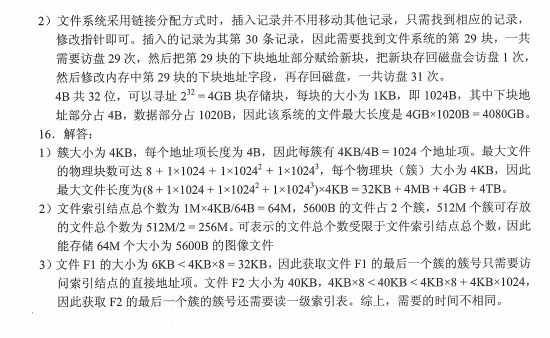 2）文件系统采用链接分配方式时，插入记录并不用移动其他记录，只需找到相应的记录，
修改指针即可。插入的记录为其第 30 条记录，因此需要找到文件系统的第 29 块，一共
需要访盘 29 次，然后把第 29 块的下块地址部分赋给新块，把新块存回磁盘会访盘 1 次，
然后修改内存中第 29 块的下块地址字段，再存回磁盘，一共访盘 31 次。
4B 共 32 位，可以寻址 2³² = 4GB 块存储块，每块的大小为 1KB，即 1024B，其中下块地
址部分占 4B，数据部分占 1020B，因此该系统的文件最大长度是 4GB×1020B = 4080GB。
16．解答：
1）簇大小为 4KB，每个地址项长度为 4B，因此每簇有 4KB/4B = 1024 个地址项。最大文件
的物理块数可达 8 + 1×1024 + 1×1024² + 1×1024³，每个物理块（簇）大小为 4KB，因此
最大文件长度为(8 + 1×1024 + 1×1024² + 1×1024³)×4KB = 32KB + 4MB + 4GB + 4TB。
2）文件索引结点总个数为 1M×4KB/64B = 64M，5600B 的文件占 2 个簇，512M 个簇可存放
的文件总个数为 512M/2 = 256M。可表示的文件总个数受限于文件索引结点总个数，因此
能存储 64M 个大小为 5600B 的图像文件
3）文件 F1 的大小为 6KB < 4KB×8 = 32KB，因此获取文件 F1 的最后一个簇的簇号只需要访
问索引结点的直接地址项。文件 F2 大小为 40KB，4KB×8 < 40KB < 4KB×8 + 4KB×1024，
因此获取 F2 的最后一个簇的簇号还需要读一级索引表。综上，需要的时间不相同。